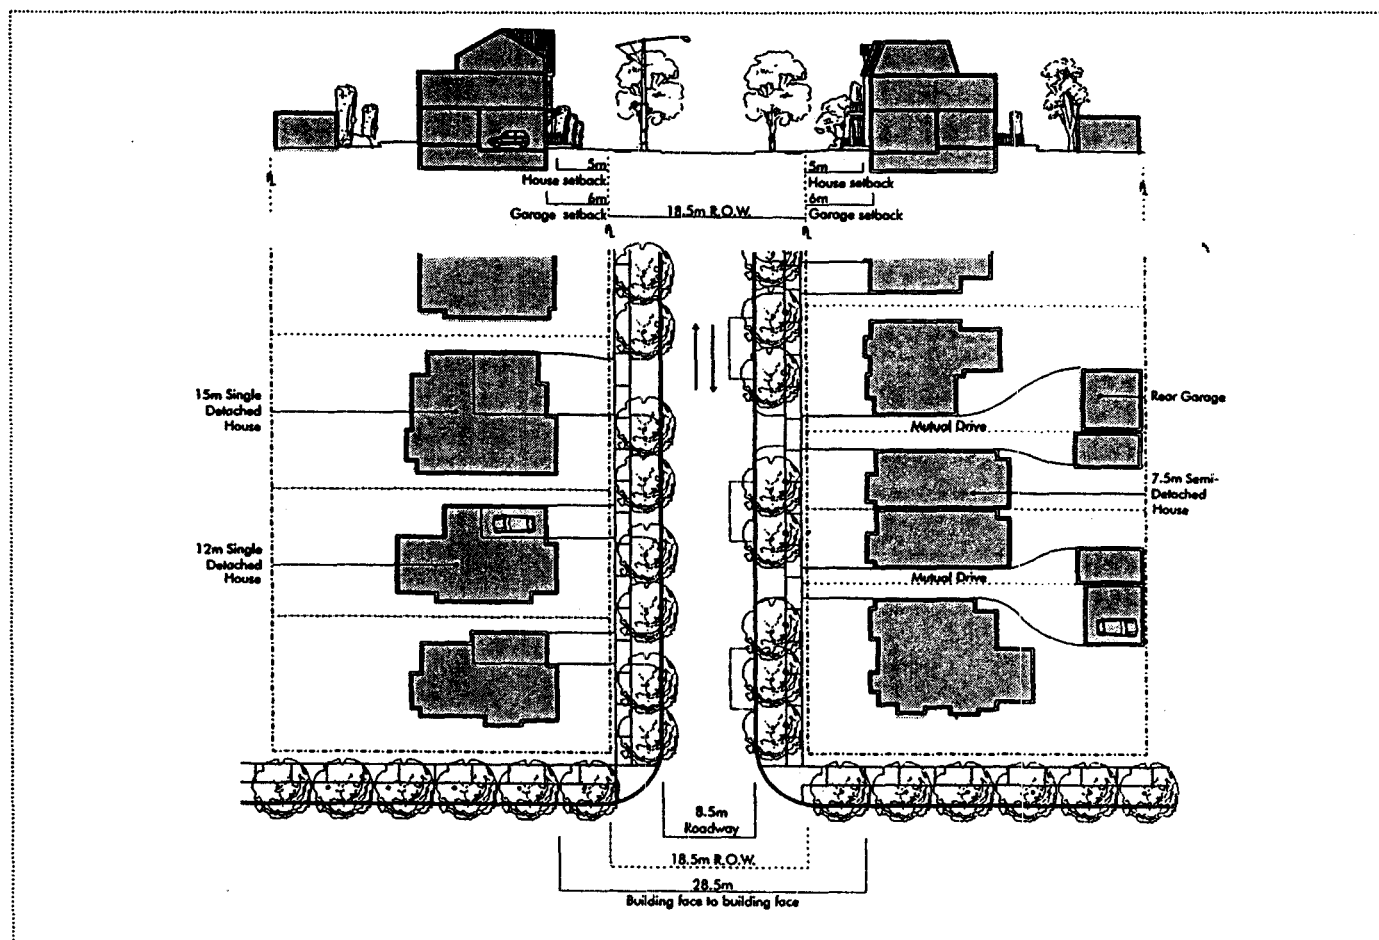 5m
House setback
6m
Garage setback
18.5m R.O.W.
5m
House setback
6m
Garage setback
15m Single
Detached
House
12m Single
Detached
House
Mutual Drive
Rear Garage
7.5m Semi-
Detached
House
Mutual Drive
8.5m
Roadway
18.5m R.O.W.
28.5m
Building face to building face